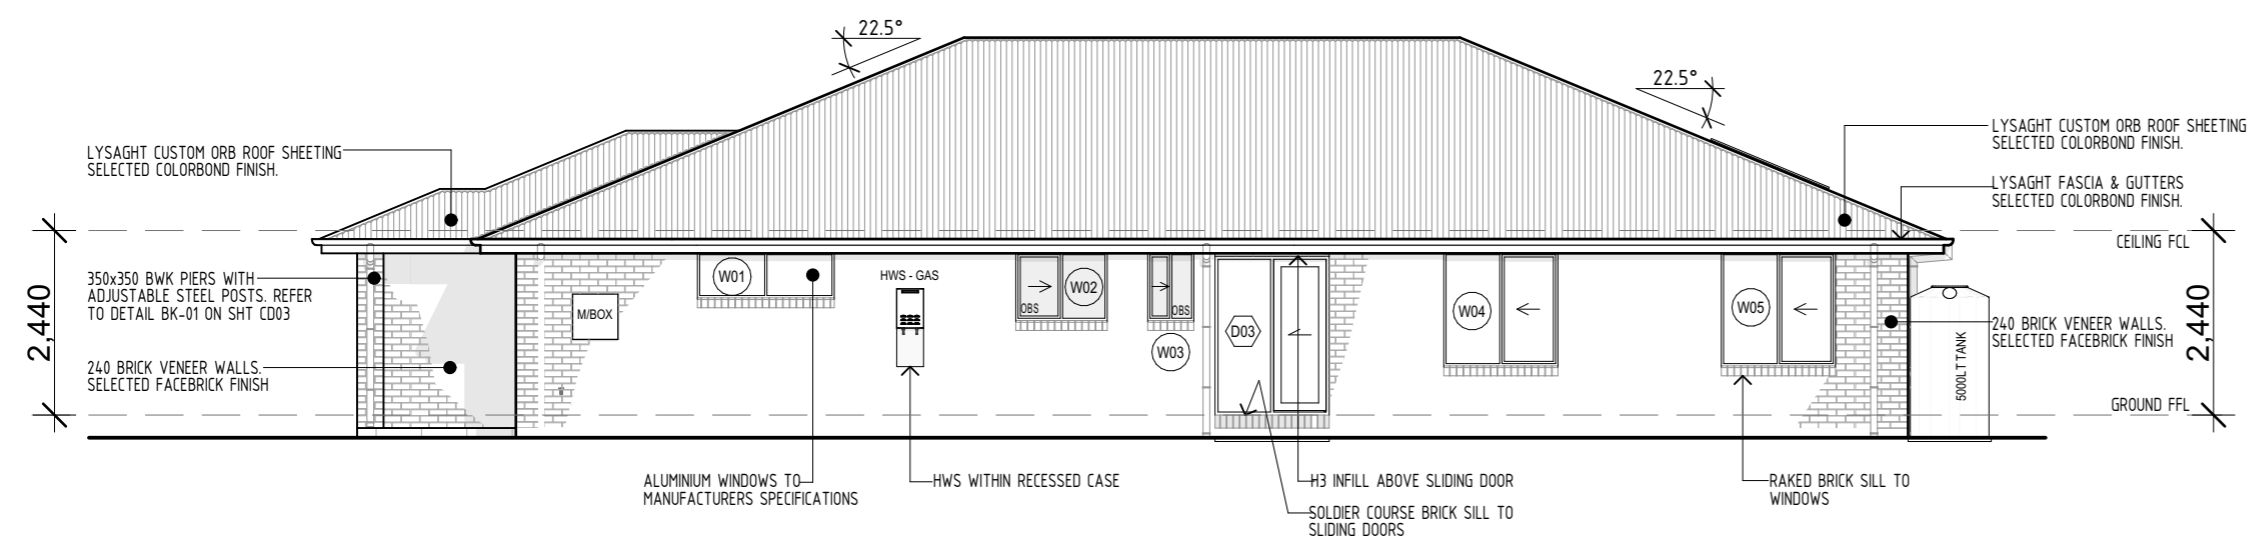 22.5°
22.5°
LYSAGHT CUSTOM ORB ROOF SHEETING
SELECTED COLORBOND FINISH.
LYSAGHT CUSTOM ORB ROOF SHEETING
SELECTED COLORBOND FINISH.
LYSAGHT FASCIA & GUTTERS
SELECTED COLORBOND FINISH.
CEILING FCL
2,440
350x350 BWK PIERS WITH
ADJUSTABLE STEEL POSTS. REFER
TO DETAIL BK-01 ON SHT CD03
240 BRICK VENEER WALLS.
SELECTED FACEBRICK FINISH
M/BOX
W01
HWS - GAS
OBS
W02
OBS
W03
D03
W04
W05
5000LT TANK
240 BRICK VENEER WALLS.
SELECTED FACEBRICK FINISH
2,440
GROUND FFL
ALUMINIUM WINDOWS TO
MANUFACTURERS SPECIFICATIONS
HWS WITHIN RECESSED CASE
H3 INFILL ABOVE SLIDING DOOR
SOLDIER COURSE BRICK SILL TO
SLIDING DOORS
RAKED BRICK SILL TO
WINDOWS